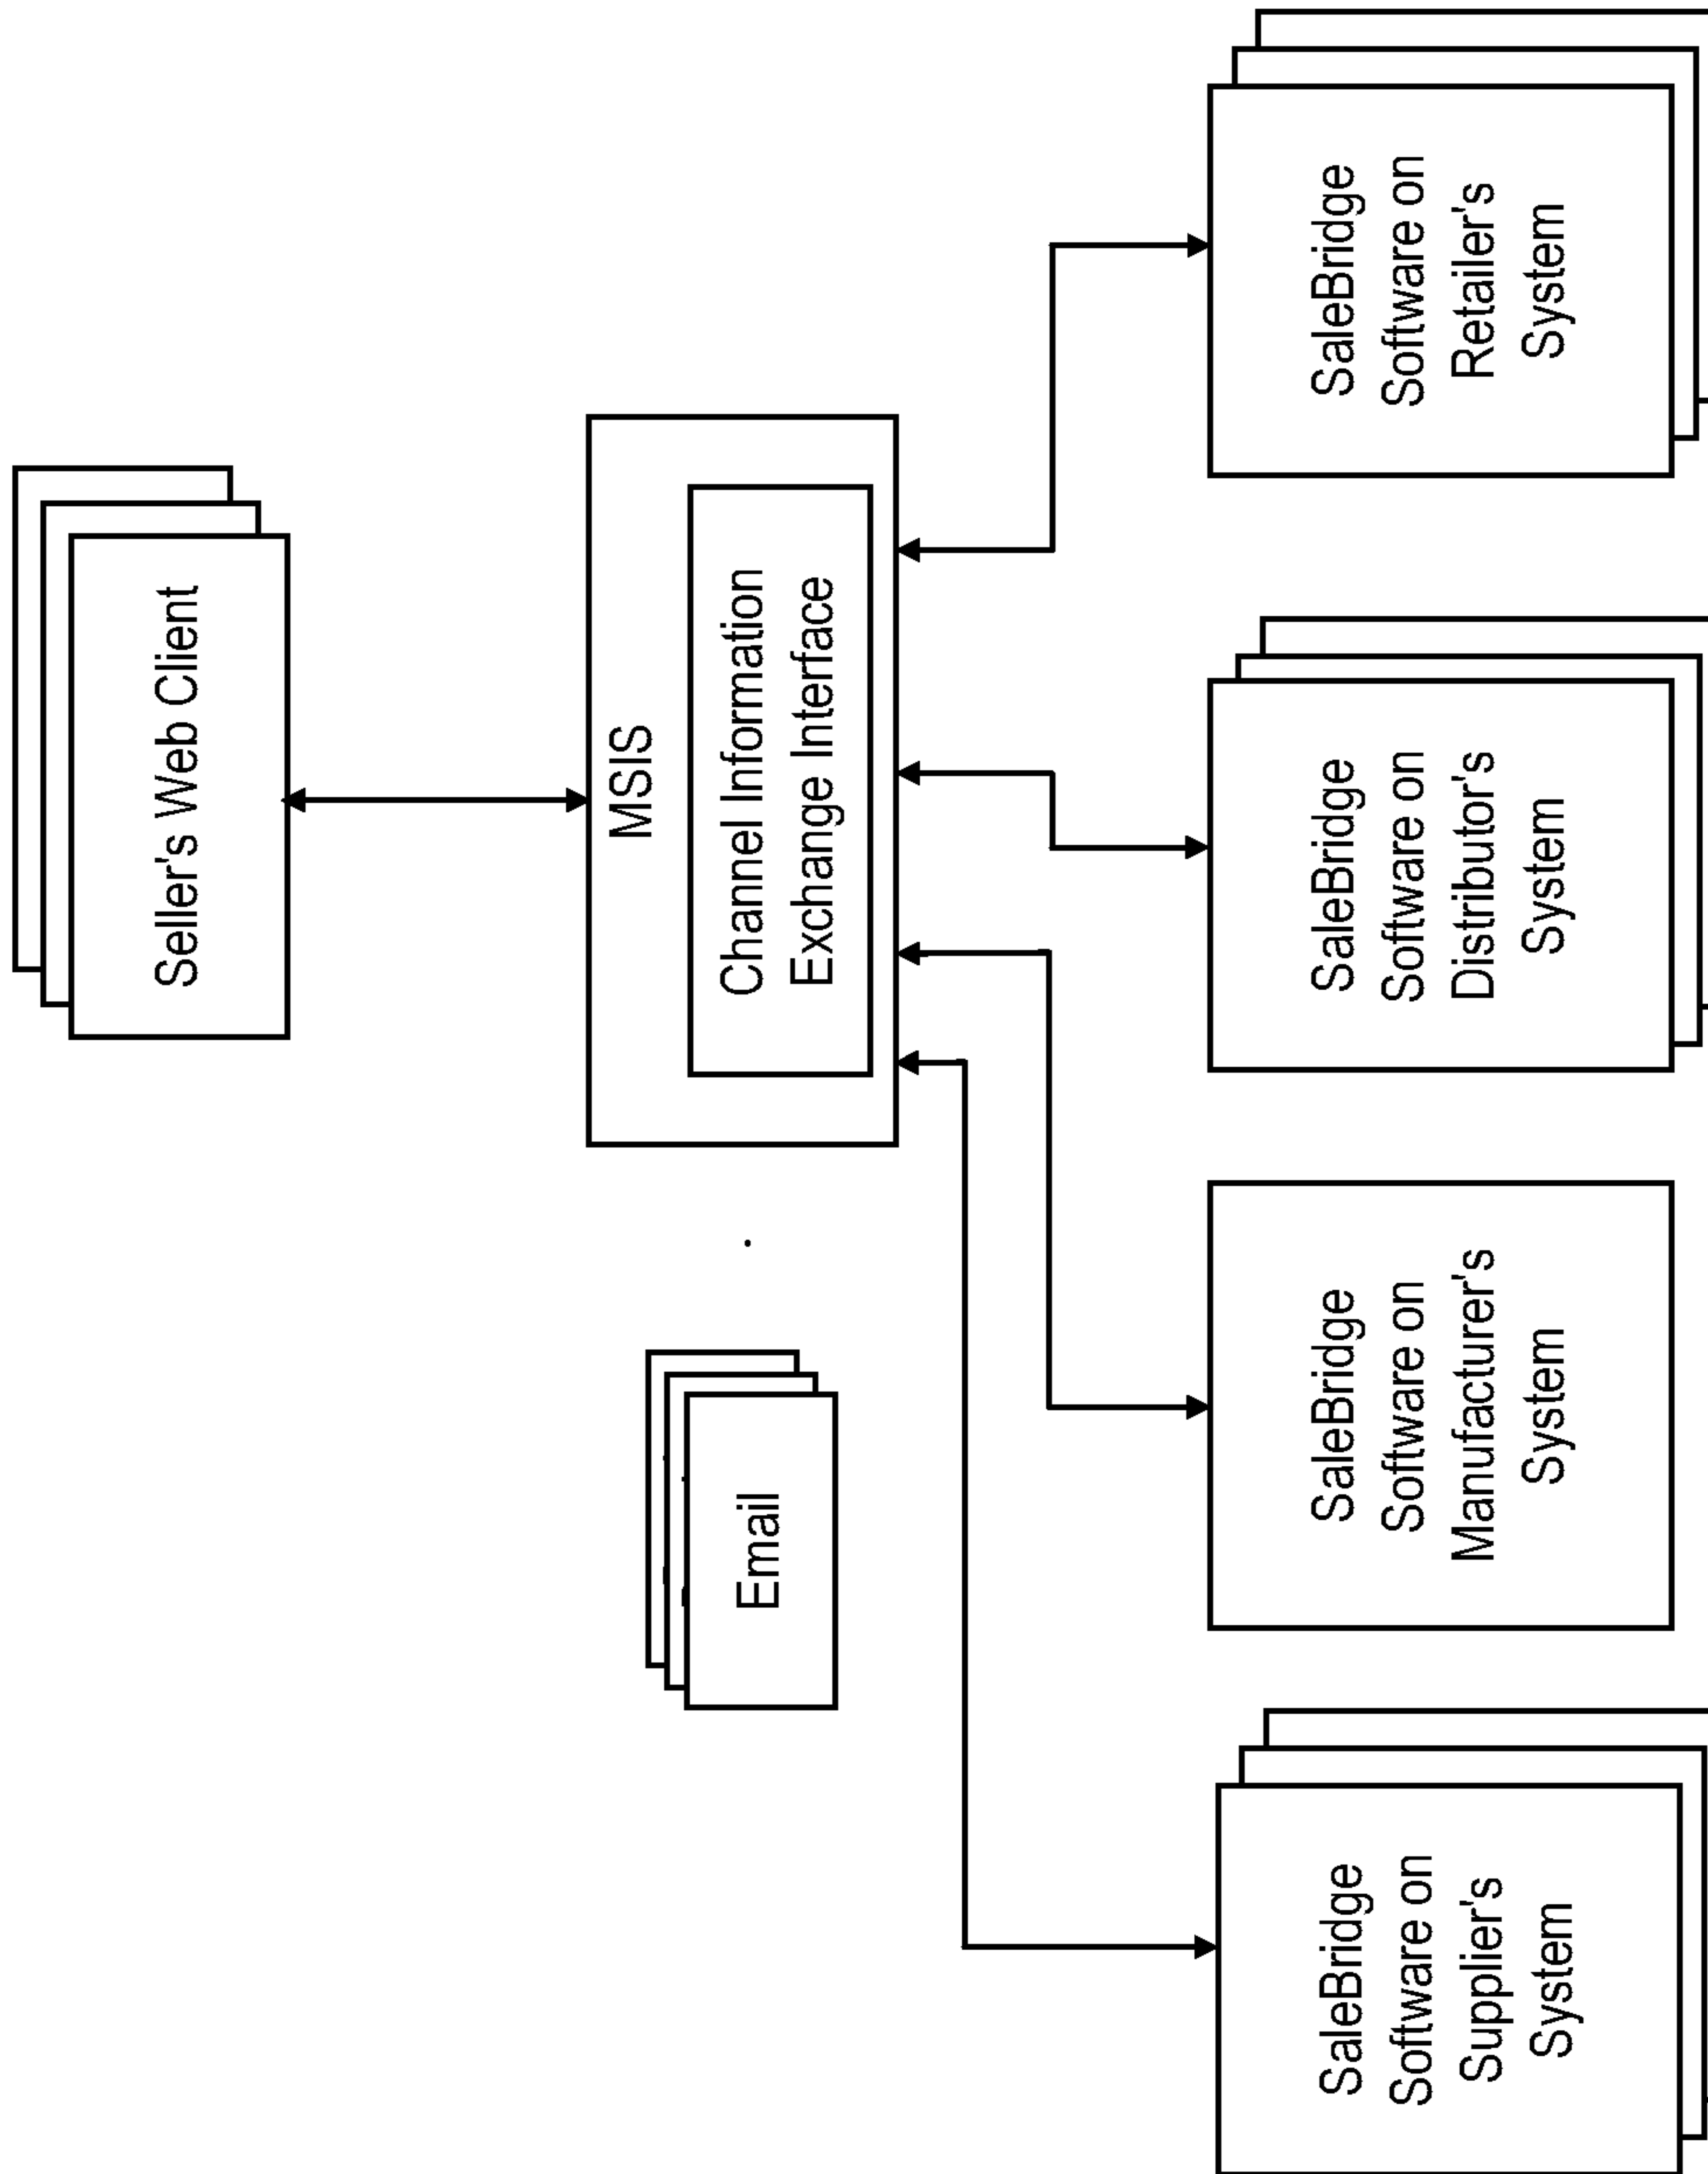 Seller's Web Client
MSIS
Channel Information
Exchange Interface
Email
SaleBridge
Software on
Supplier's
System
SaleBridge
Software on
Manufacturer's
System
SaleBridge
Software on
Distributor's
System
SaleBridge
Software on
Retailer's
System